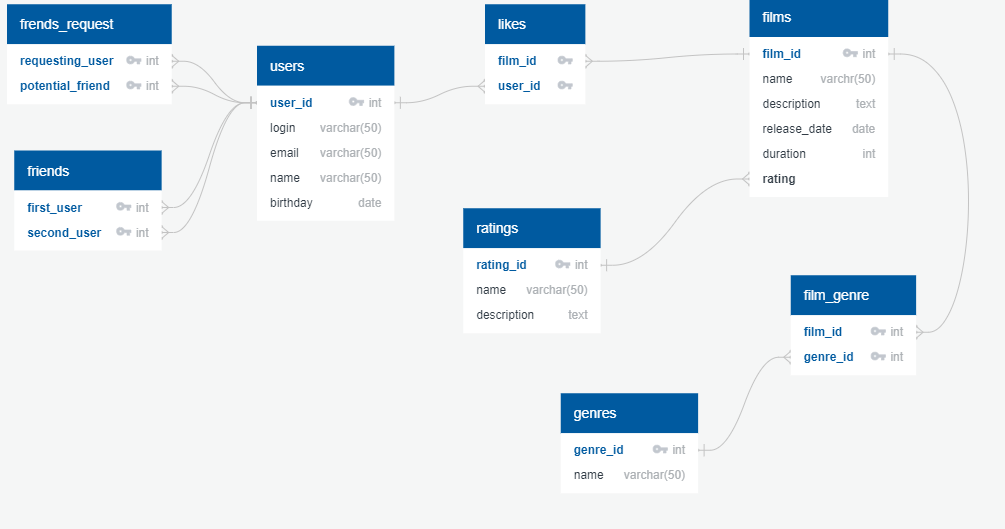 frends_request
requesting_user int
potential_friend int
friends
first_user int
second_user int
users
user_id int
login varchar(50)
email varchar(50)
name varchar(50)
birthday date
likes
film_id
user_id
films
film_id int
name varchr(50)
description text
release_date date
duration int
rating
ratings
rating_id int
name varchar(50)
description text
film_genre
film_id int
genre_id int
genres
genre_id int
name varchar(50)